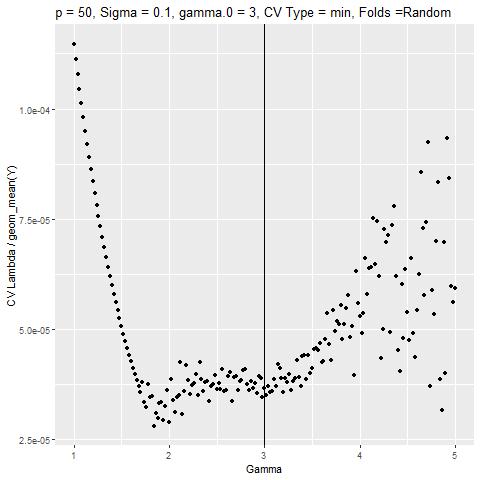 p = 50, Sigma = 0.1, gamma.0 = 3, CV Type = min, Folds =Random
CV Lambda / geom_mean(Y)
1.0e-04
7.5e-05
5.0e-05
2.5e-05
1 2 3 4 5
Gamma